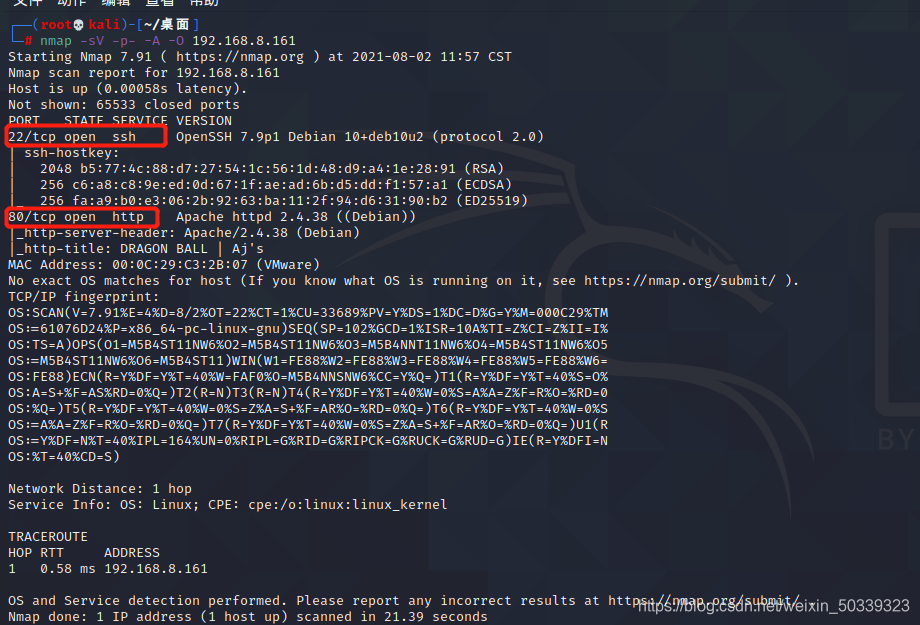 文件 动作 编辑 查看 帮助
(root💀kali)-[~/桌面]
# nmap -sV -p- -A -O 192.168.8.161
Starting Nmap 7.91 ( https://nmap.org ) at 2021-08-02 11:57 CST
Nmap scan report for 192.168.8.161
Host is up (0.00058s latency).
Not shown: 65533 closed ports
PORT   STATE SERVICE VERSION
22/tcp open  ssh     OpenSSH 7.9p1 Debian 10+deb10u2 (protocol 2.0)
| ssh-hostkey:
|   2048 b5:77:4c:88:d7:27:54:1c:56:1d:48:d9:a4:1e:28:91 (RSA)
|   256 c6:a8:c8:9e:ed:0d:67:1f:ae:ad:6b:d5:dd:f1:57:a1 (ECDSA)
|_  256 fa:a9:b0:e3:06:2b:92:63:ba:11:2f:94:d6:31:90:b2 (ED25519)
80/tcp open  http    Apache httpd 2.4.38 ((Debian))
|_http-server-header: Apache/2.4.38 (Debian)
|_http-title: DRAGON BALL | Aj's
MAC Address: 00:0C:29:C3:2B:07 (VMware)
No exact OS matches for host (If you know what OS is running on it, see https://nmap.org/submit/ ).
TCP/IP fingerprint:
OS:SCAN(V=7.91%E=4%D=8/2%OT=22%CT=1%CU=33689%PV=Y%DS=1%DC=D%G=Y%M=000C29%TM
OS:=61076D24%P=x86_64-pc-linux-gnu)SEQ(SP=102%GCD=1%ISR=10A%TI=Z%CI=Z%II=I%
OS:TS=A)OPS(O1=M5B4ST11NW6%O2=M5B4ST11NW6%O3=M5B4NNT11NW6%O4=M5B4ST11NW6%O5
OS:=M5B4ST11NW6%O6=M5B4ST11)WIN(W1=FE88%W2=FE88%W3=FE88%W4=FE88%W5=FE88%W6=
OS:FE88)ECN(R=Y%DF=Y%T=40%W=FAF0%O=M5B4NNSNW6%CC=Y%Q=)T1(R=Y%DF=Y%T=40%S=O%
OS:A=S+%F=AS%RD=0%Q=)T2(R=N)T3(R=N)T4(R=Y%DF=Y%T=40%W=0%S=A%A=Z%F=R%O=%RD=0
OS:%Q=)T5(R=Y%DF=Y%T=40%W=0%S=Z%A=S+%F=AR%O=%RD=0%Q=)T6(R=Y%DF=Y%T=40%W=0%S
OS:=A%A=Z%F=R%O=%RD=0%Q=)T7(R=Y%DF=Y%T=40%W=0%S=Z%A=S+%F=AR%O=%RD=0%Q=)U1(R
OS:=Y%DF=N%T=40%IPL=164%UN=0%RIPL=G%RID=G%RIPCK=G%RUCK=G%RUD=G)IE(R=Y%DFI=N
OS:%T=40%CD=S)
BY
Network Distance: 1 hop
Service Info: OS: Linux; CPE: cpe:/o:linux:linux_kernel
TRACEROUTE
HOP RTT     ADDRESS
1   0.58 ms 192.168.8.161
OS and Service detection performed. Please report any incorrect results at https://nmap.org/submit/ .
https://blog.csdn.net/weixin_50339323
Nmap done: 1 IP address (1 host up) scanned in 21.39 seconds